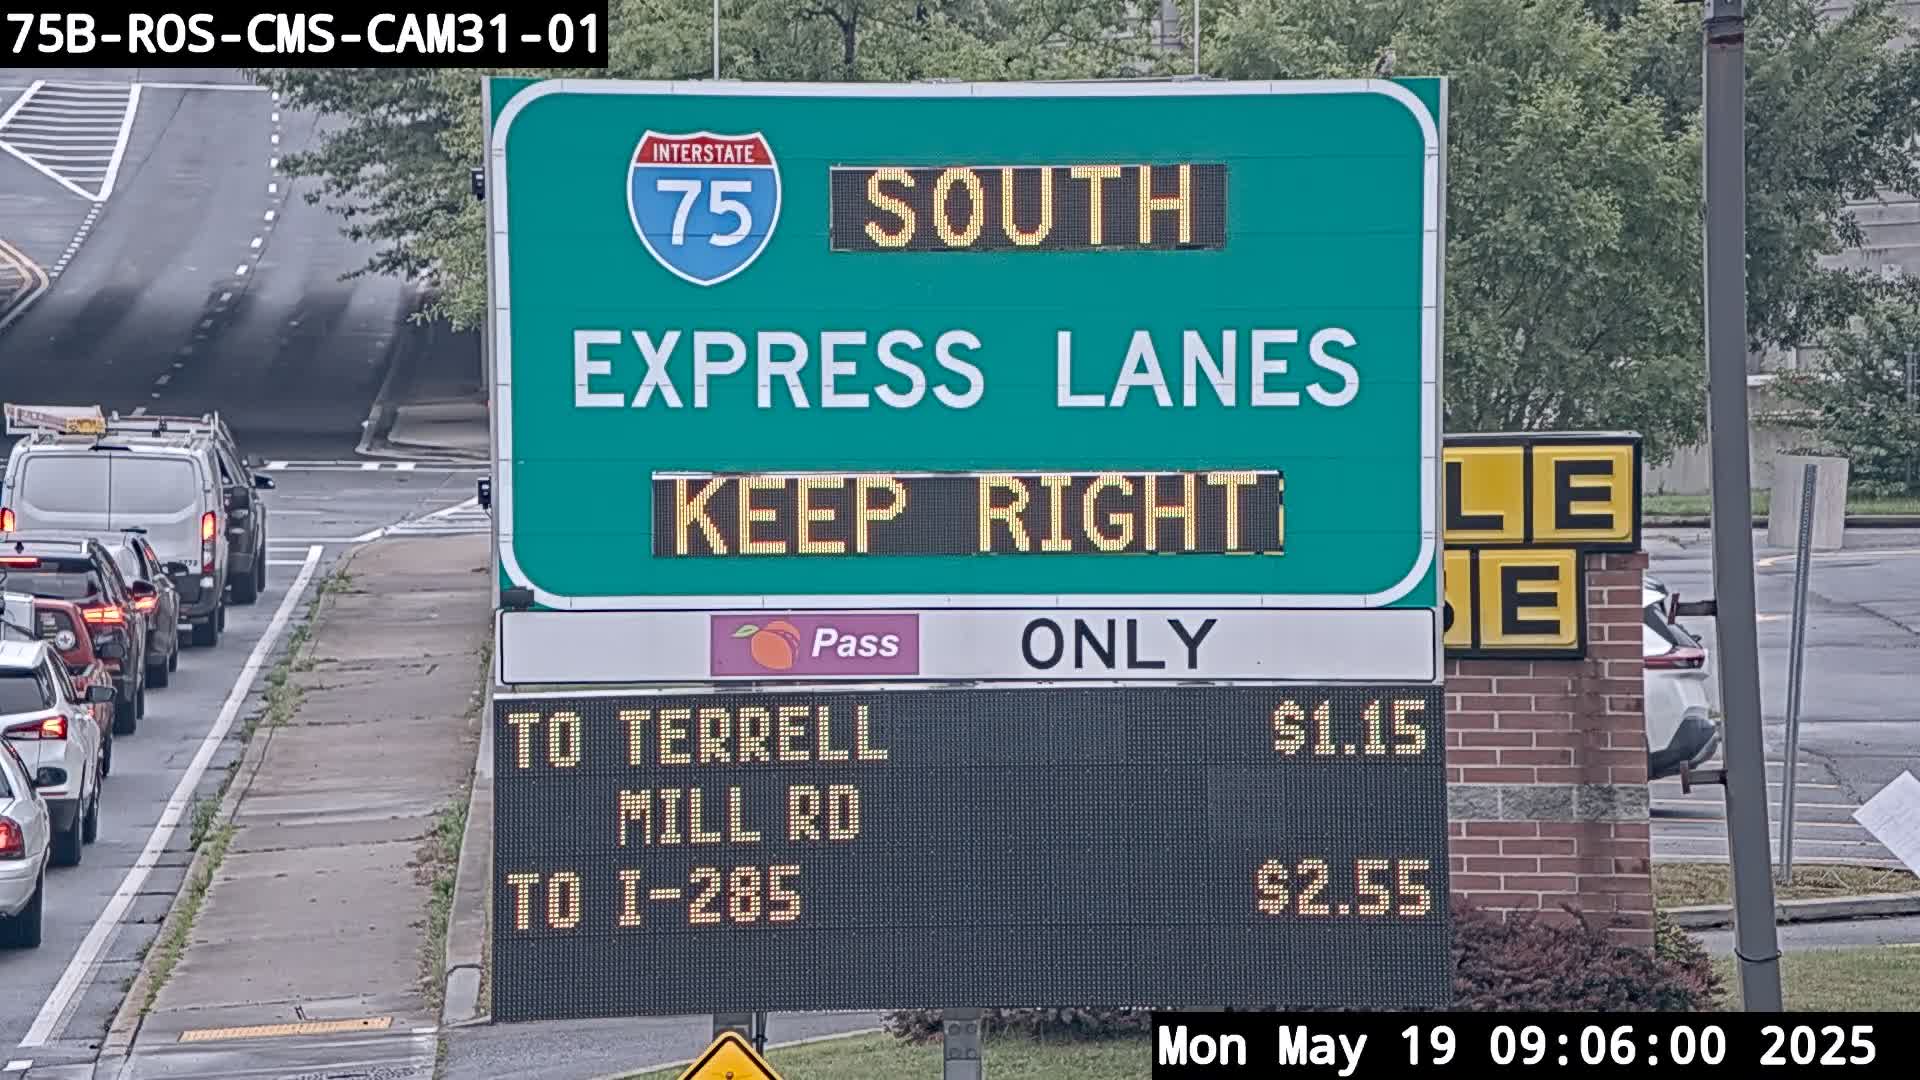 75B-ROS-CMS-CAM31-01
INTERSTATE
75
SOUTH
EXPRESS LANES
KEEP RIGHT
Pass
ONLY
TO TERRELL $1.15
MILL RD
TO I-285 $2.55
LE
E
Mon May 19 09:06:00 2025